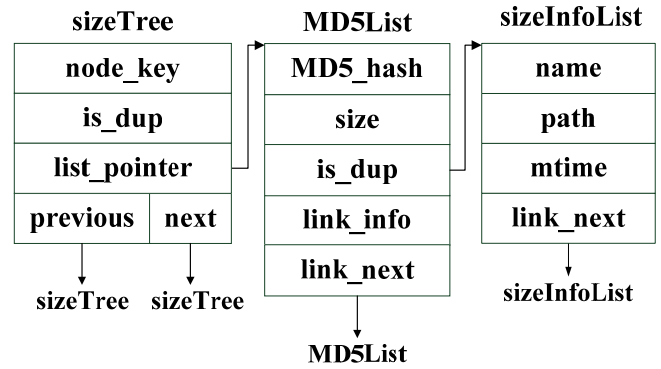 sizeTree
node_key
is_dup
list_pointer
previous next
sizeTree sizeTree
MD5List
MD5_hash
size
is_dup
link_info
link_next
MD5List
sizeInfoList
name
path
mtime
link_next
sizeInfoList